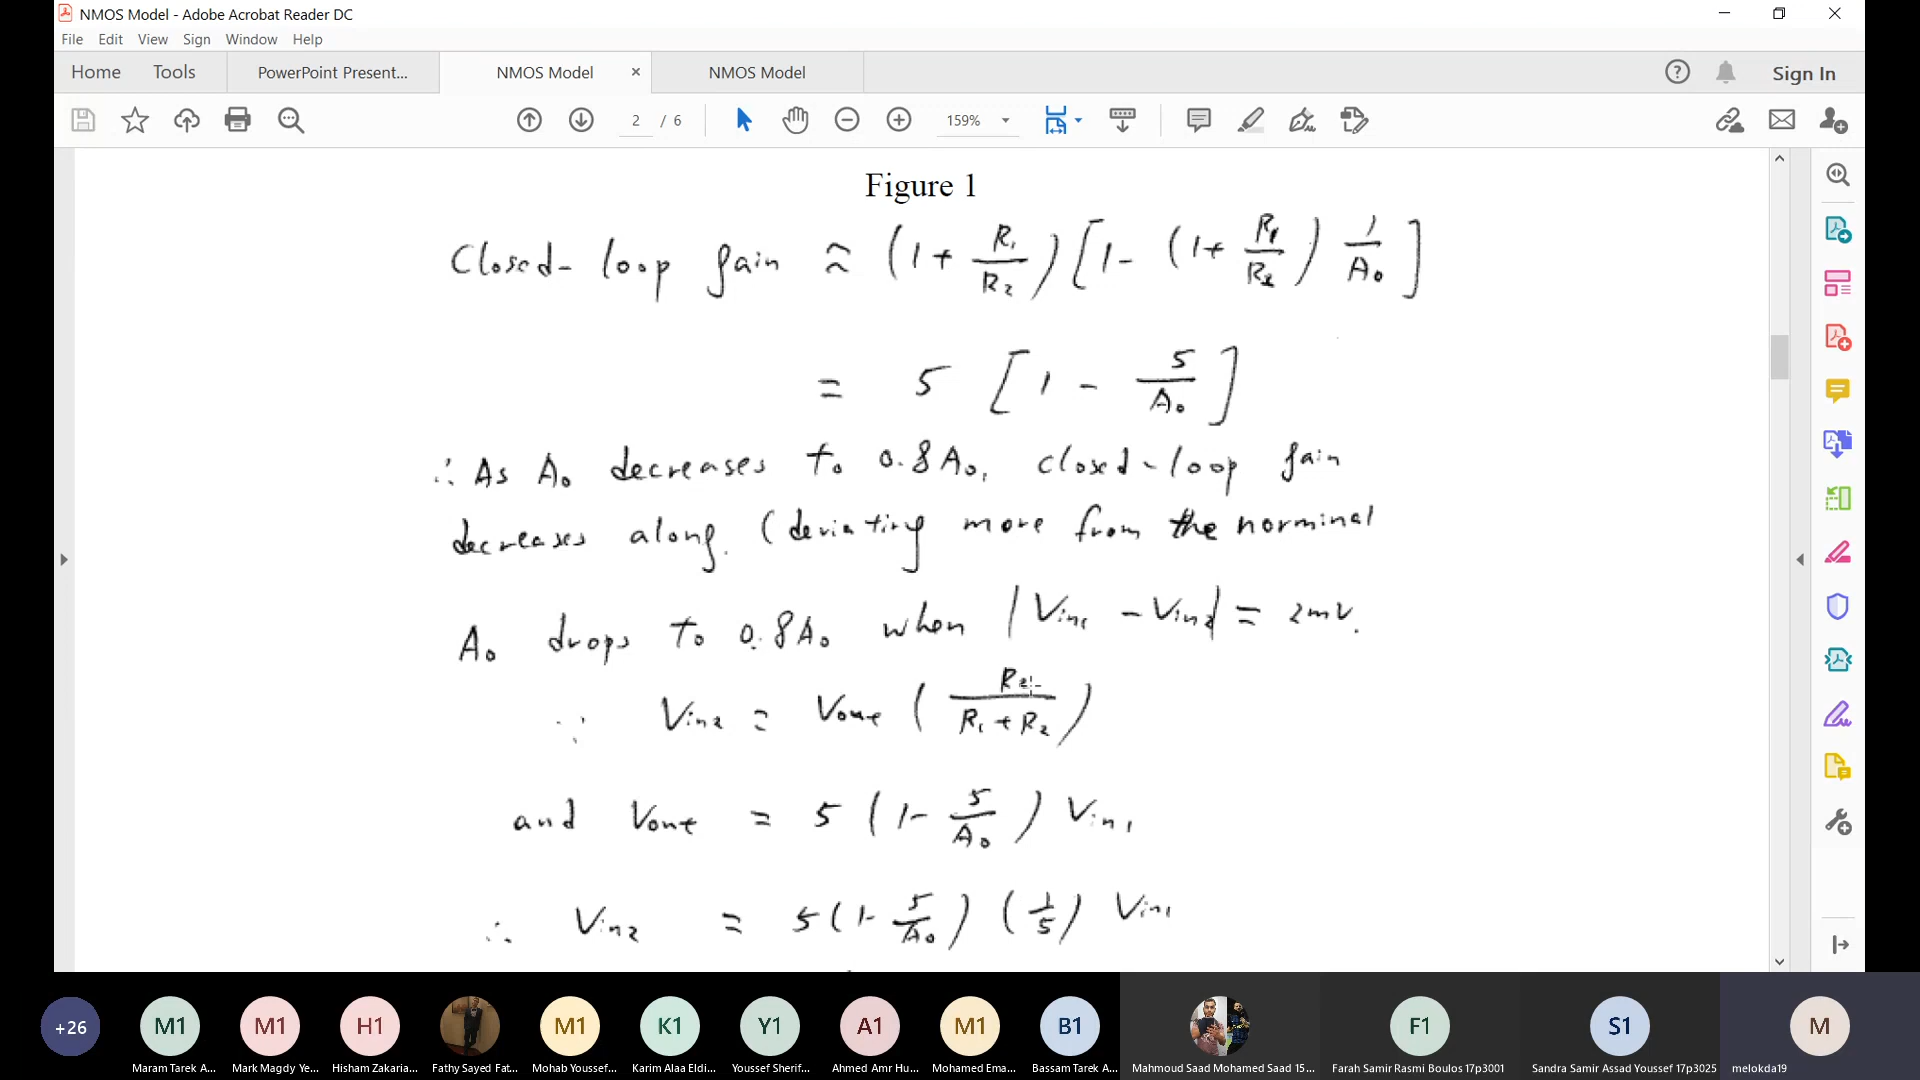 NMOS Model - Adobe Acrobat Reader DC
File Edit View Sign Window Help
Home Tools PowerPoint Present... NMOS Model × NMOS Model Sign In
2 / 6 159%
Figure 1
Closed-loop gain ≈ (1 + R₁/R₂) [1 - (1 + R₁/R₂) 1/A₀]
= 5 [1 - 5/A₀]
∴ As A₀ decreases to 0.8A₀, closed-loop gain
decreases along. (deviating more from the norminal
A₀ drops to 0.8A₀ when |Vin₁ - Vin₂| = 2mV.
∵ Vin₂ = Vout (R₂/(R₁ + R₂))
and Vout = 5 (1 - 5/A₀) Vin₁
∴ Vin₂ = 5 (1 - 5/A₀) (1/5) Vin₁
+26 M1 M1 H1 M1 K1 Y1 A1 M1 B1 F1 S1 M
Maram Tarek A... Mark Magdy Ye... Hisham Zakaria... Fathy Sayed Fat... Mohab Youssef... Karim Alaa Eldi... Youssef Sherif... Ahmed Amr Hu... Mohamed Ema... Bassam Tarek A... Mahmoud Saad Mohamed Saad 15 ... Farah Samir Rasmi Boulos 17p3001 Sandra Samir Assad Youssef 17p3025 melokda19